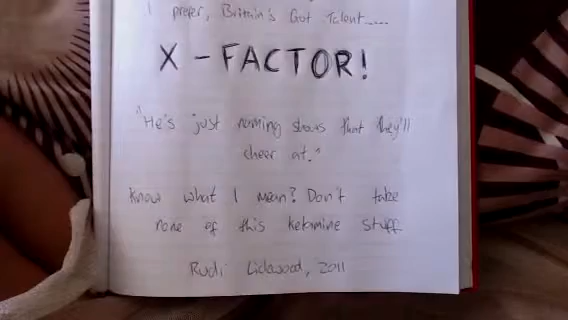 I prefer, Britain's Got Talent.....
X - FACTOR!
"He's just naming shows that they'll
cheer at."
Know what I mean? Don't take
none of this ketamine stuff
Rudi Lickwood, 2011